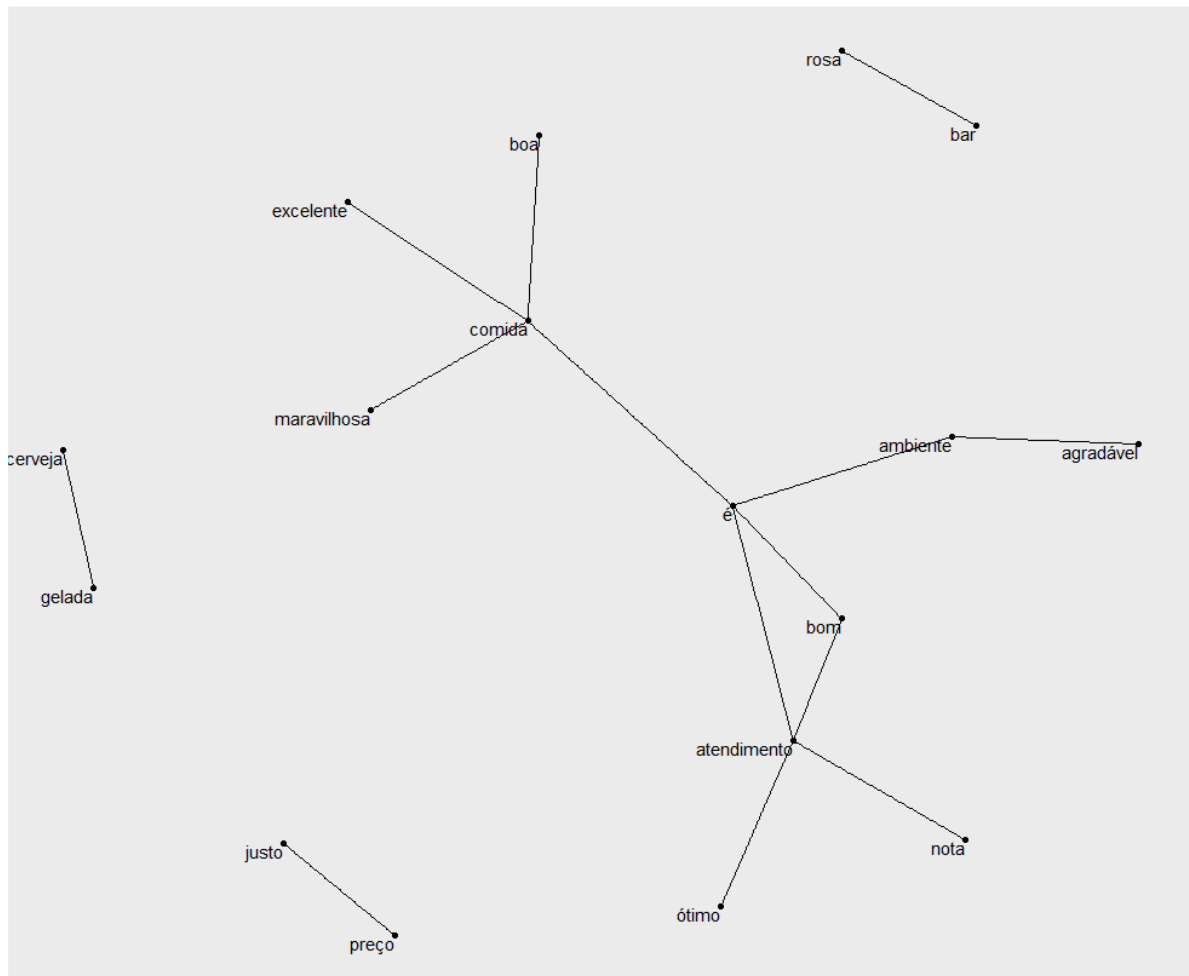 rosa
bar
boa
excelente
comida
maravilhosa
ambiente
agradável
cerveja
é
gelada
bom
atendimento
nota
justo
ótimo
preço